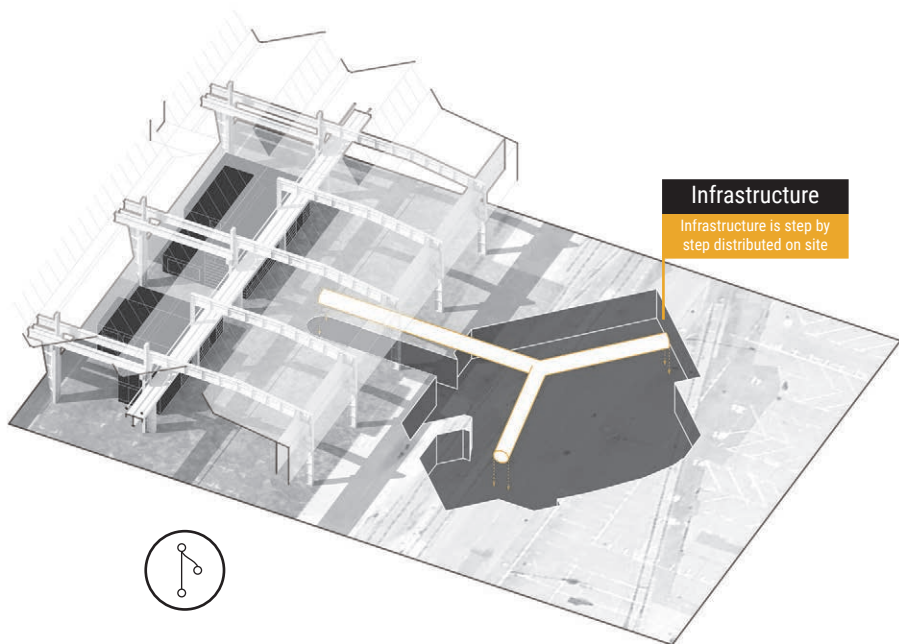 Infrastructure
Infrastructure is step by
step distributed on site